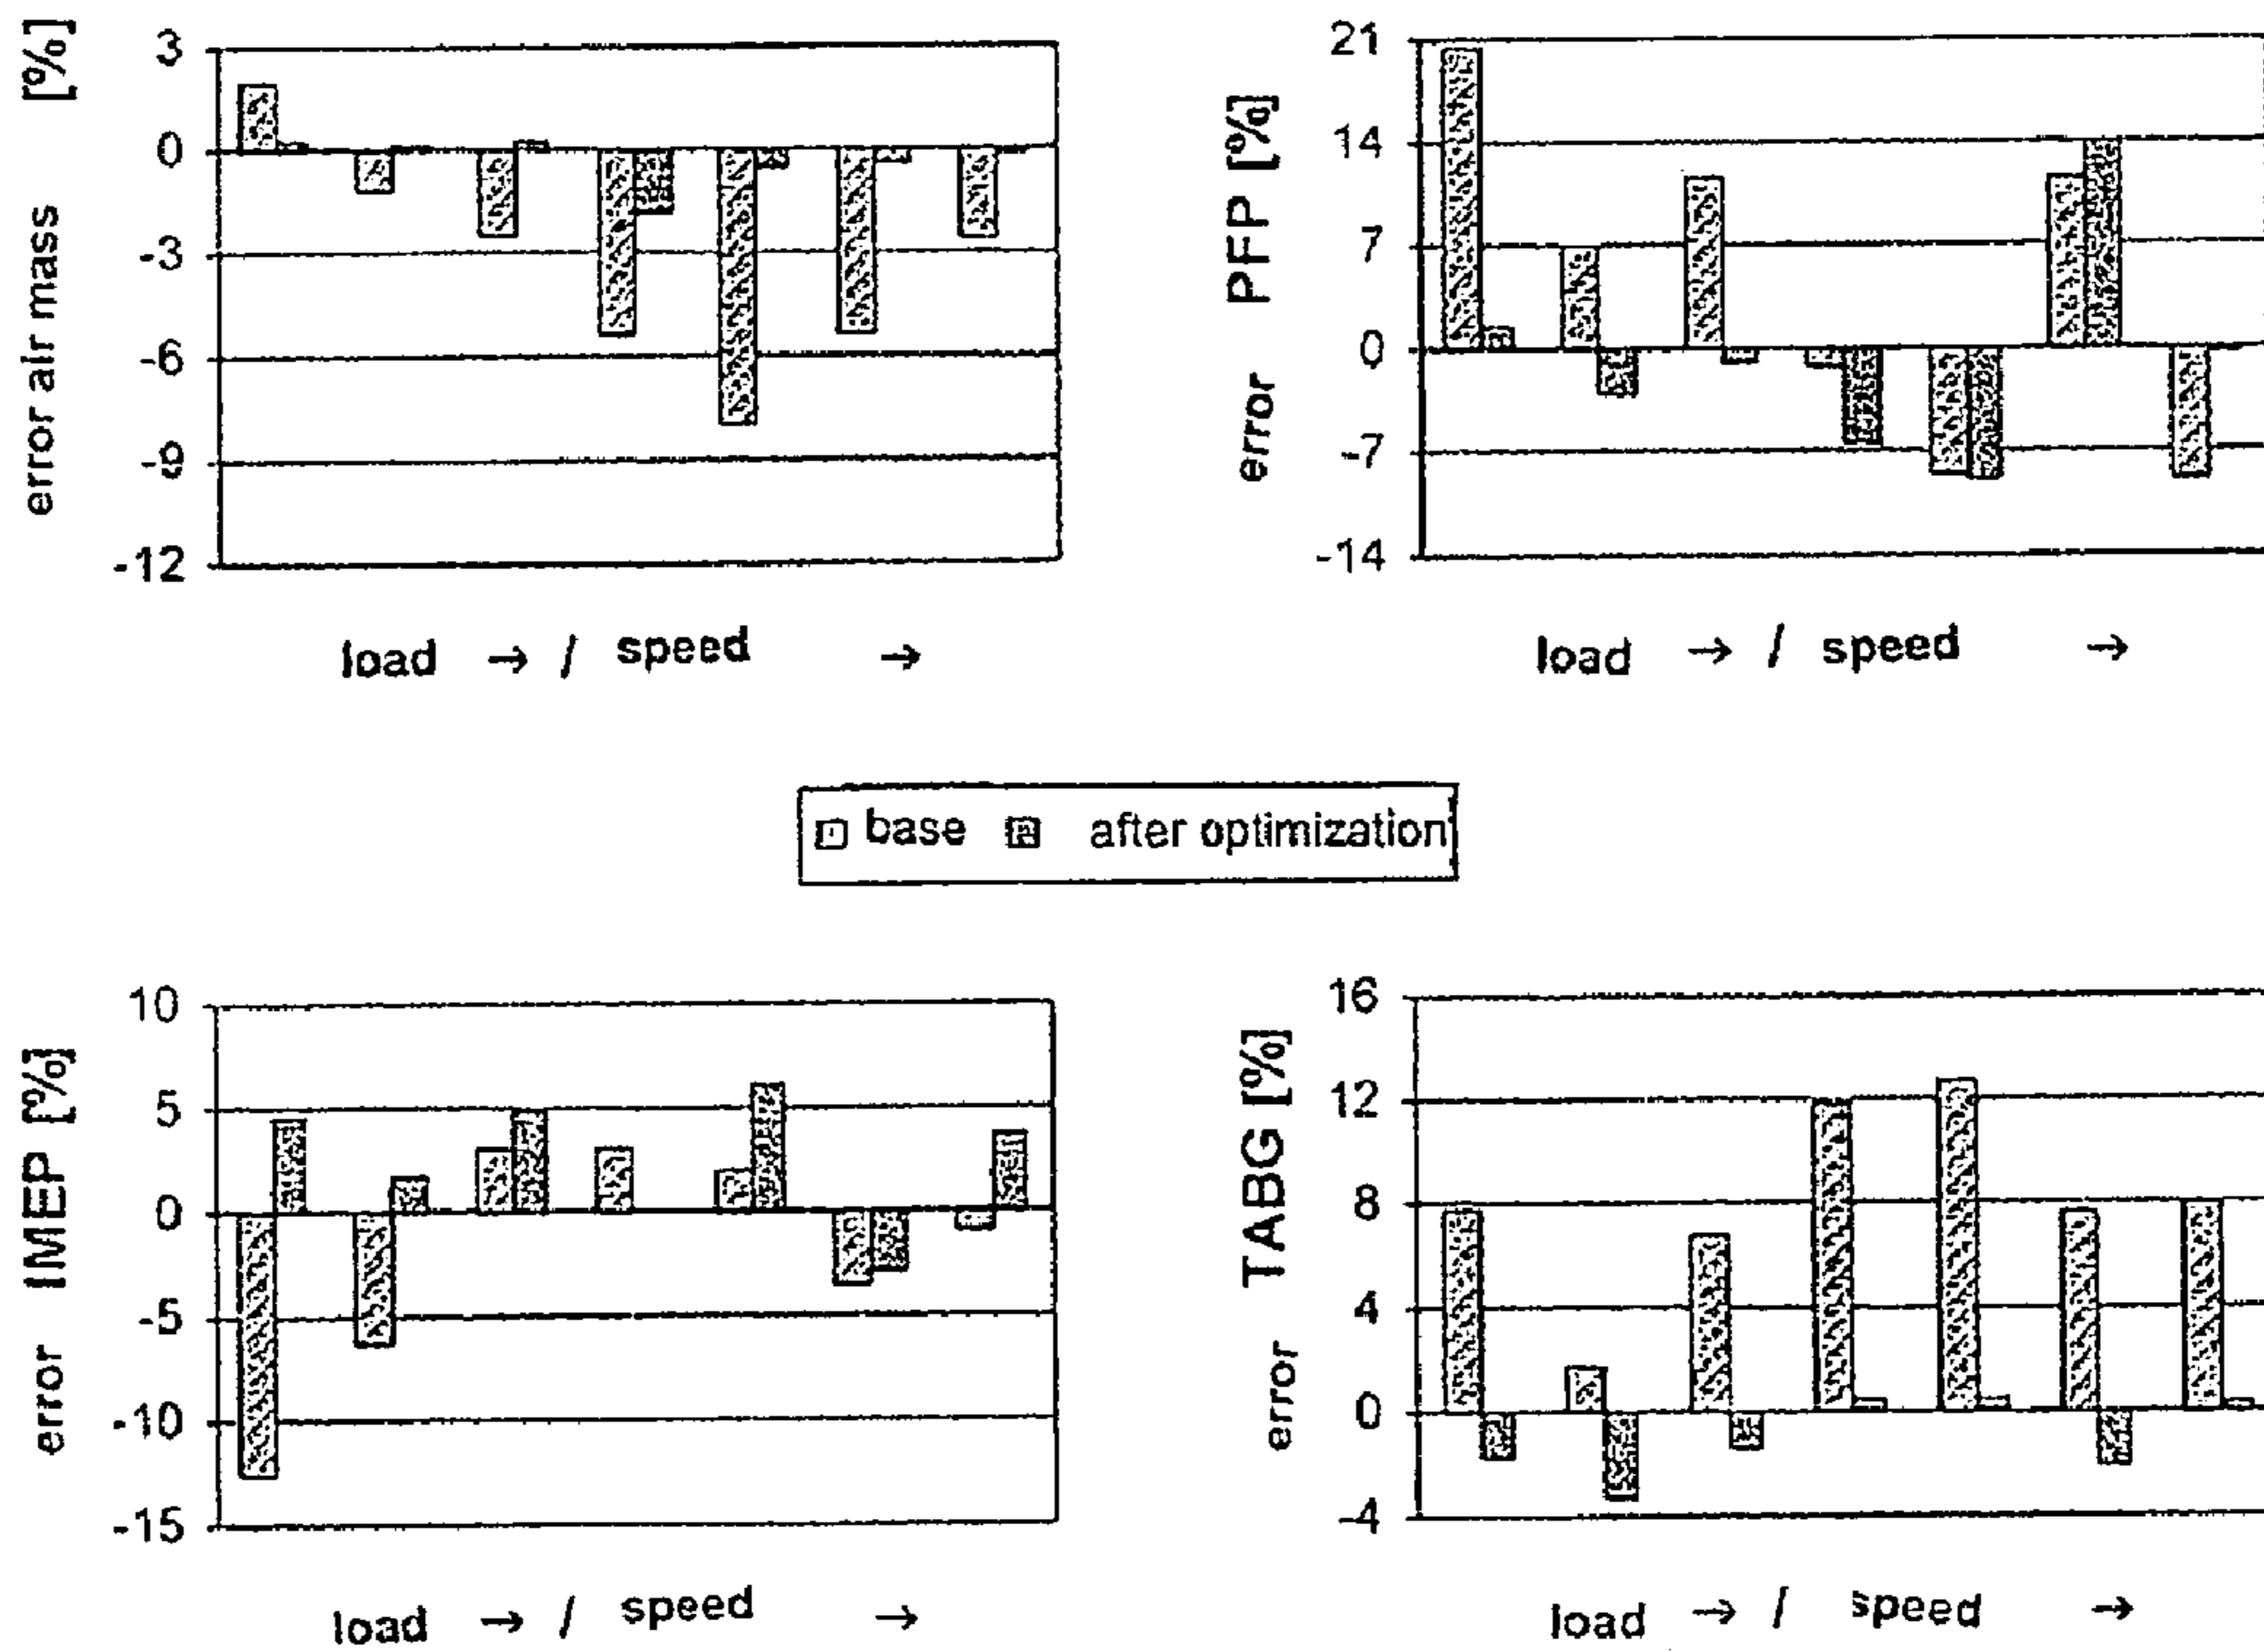 error air mass [%]
3
0
-3
-6
-9
-12
load → / speed →
error PFP [%]
21
14
7
0
-7
-14
load → / speed →
base after optimization
error IMEP [%]
10
5
0
-5
-10
-15
load → / speed →
error TABG [%]
16
12
8
4
0
-4
load → / speed →